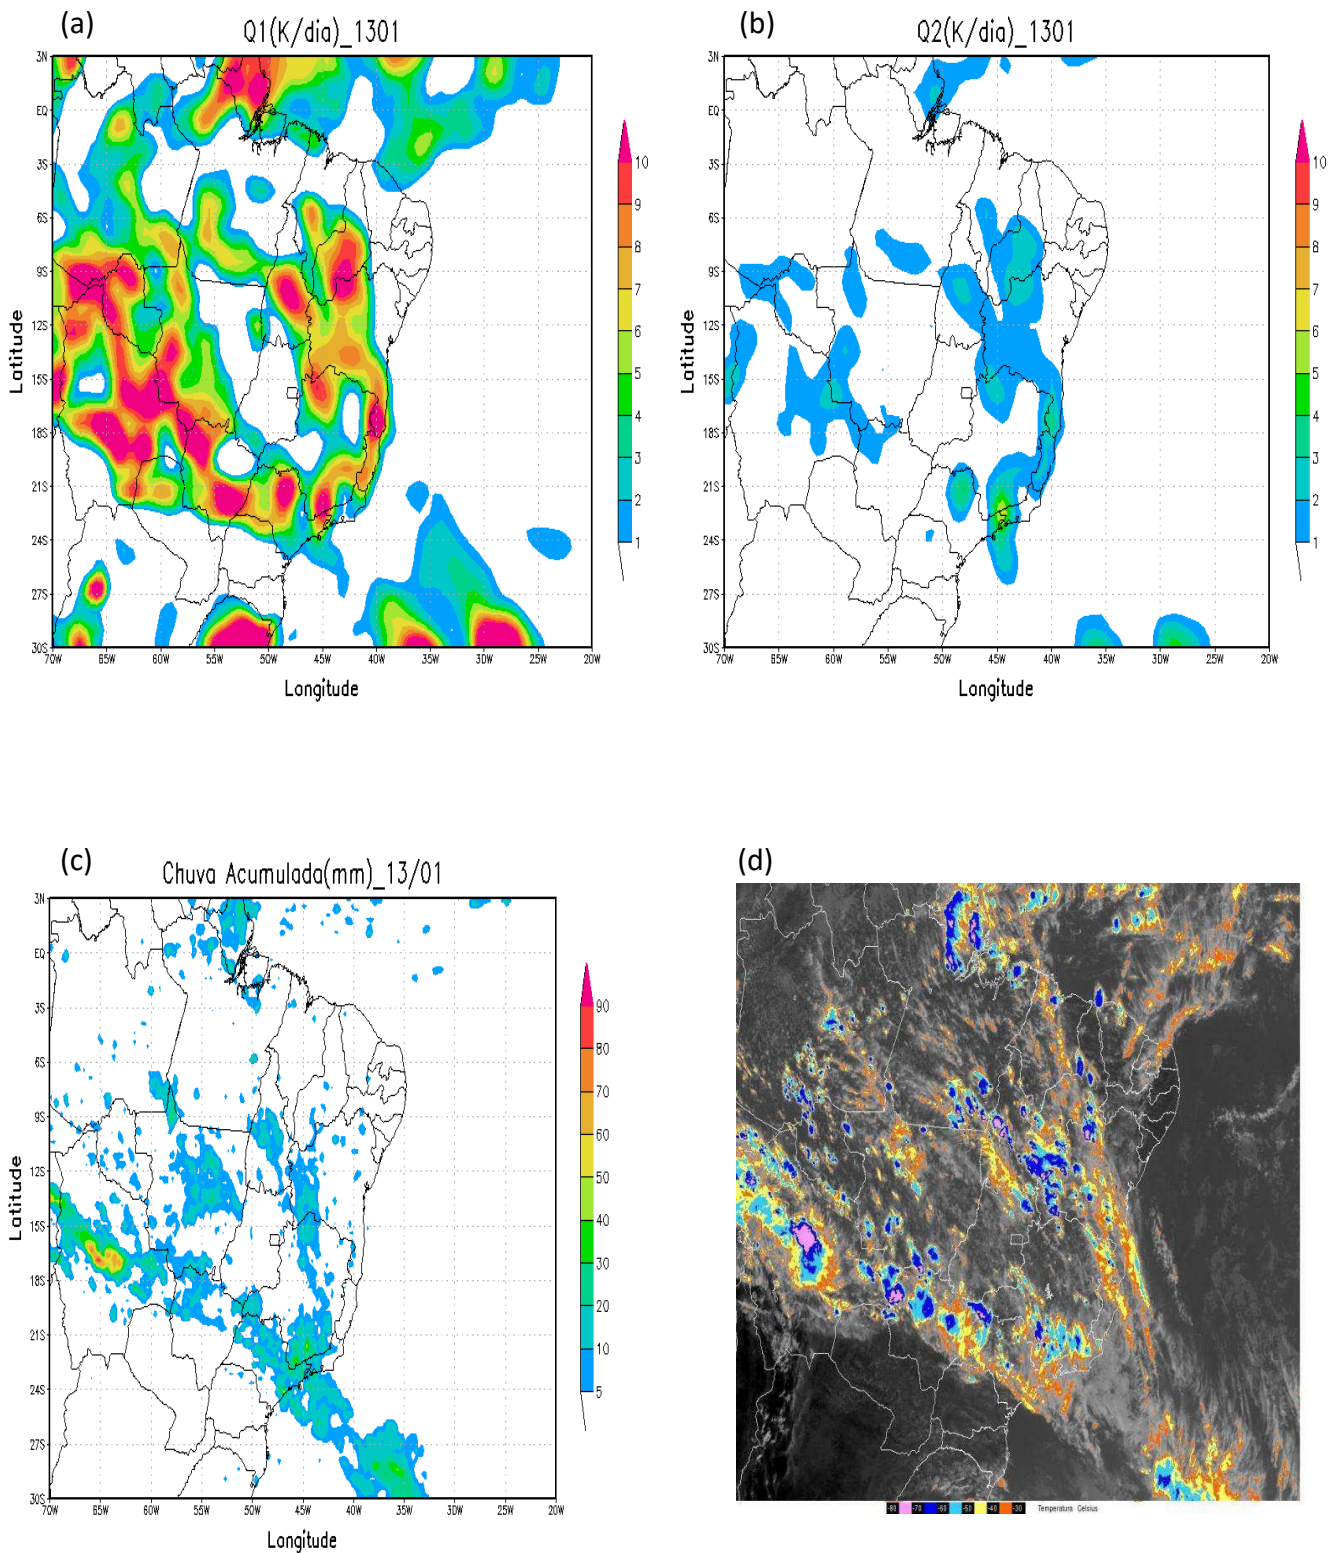 (a)
Q1(K/dia)_1301
3N
EQ
3S
6S
9S
12S
15S
18S
21S
24S
27S
30S
70W 65W 60W 55W 50W 45W 40W 35W 30W 25W 20W
Latitude
Longitude
10
9
8
7
6
5
4
3
2
1
(b)
Q2(K/dia)_1301
3N
EQ
3S
6S
9S
12S
15S
18S
21S
24S
27S
30S
70W 65W 60W 55W 50W 45W 40W 35W 30W 25W 20W
Latitude
Longitude
10
9
8
7
6
5
4
3
2
1
(c)
Chuva Acumulada(mm)_13/01
3N
EQ
3S
6S
9S
12S
15S
18S
21S
24S
27S
30S
70W 65W 60W 55W 50W 45W 40W 35W 30W 25W 20W
Latitude
Longitude
90
80
70
60
50
40
30
20
10
5
(d)
-80 -70 -60 -50 -40 -30 Temperatura Celsius